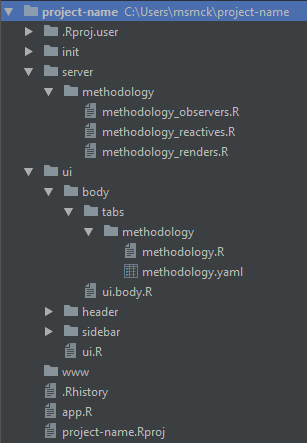 project-name C:\Users\msmck\project-name
.Rproj.user
init
server
methodology
methodology_observers.R
methodology_reactives.R
methodology_renders.R
ui
body
tabs
methodology
methodology.R
methodology.yaml
ui.body.R
header
sidebar
ui.R
www
.Rhistory
app.R
project-name.Rproj